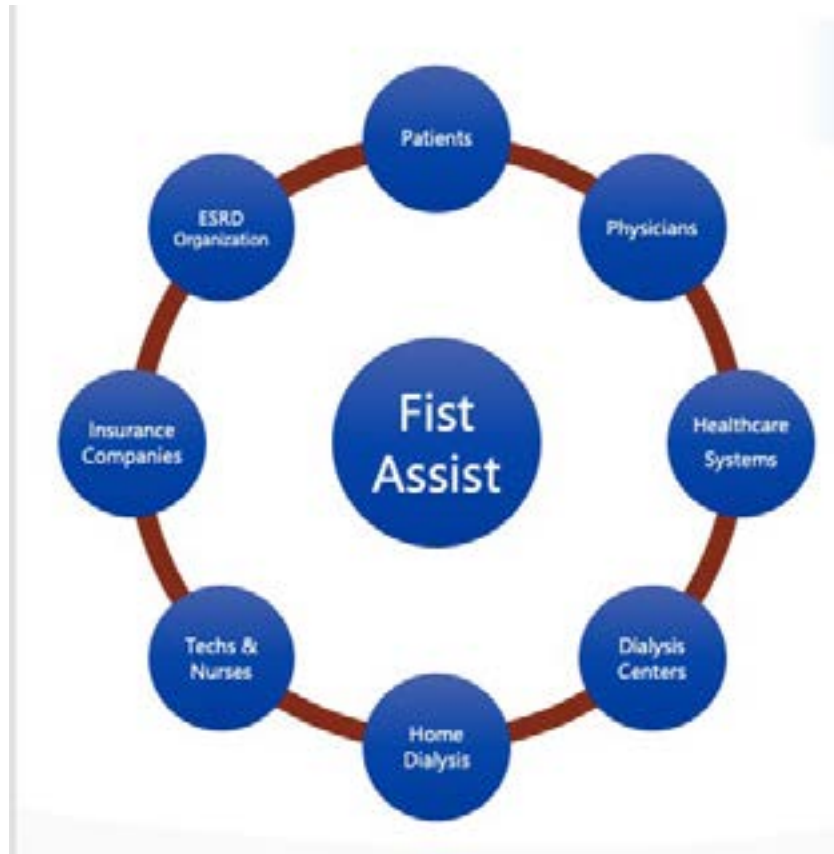 Patients
Physicians
Healthcare
Systems
Dialysis
Centers
Home
Dialysis
Techs &
Nurses
Insurance
Companies
ESRD
Organization
Fist
Assist